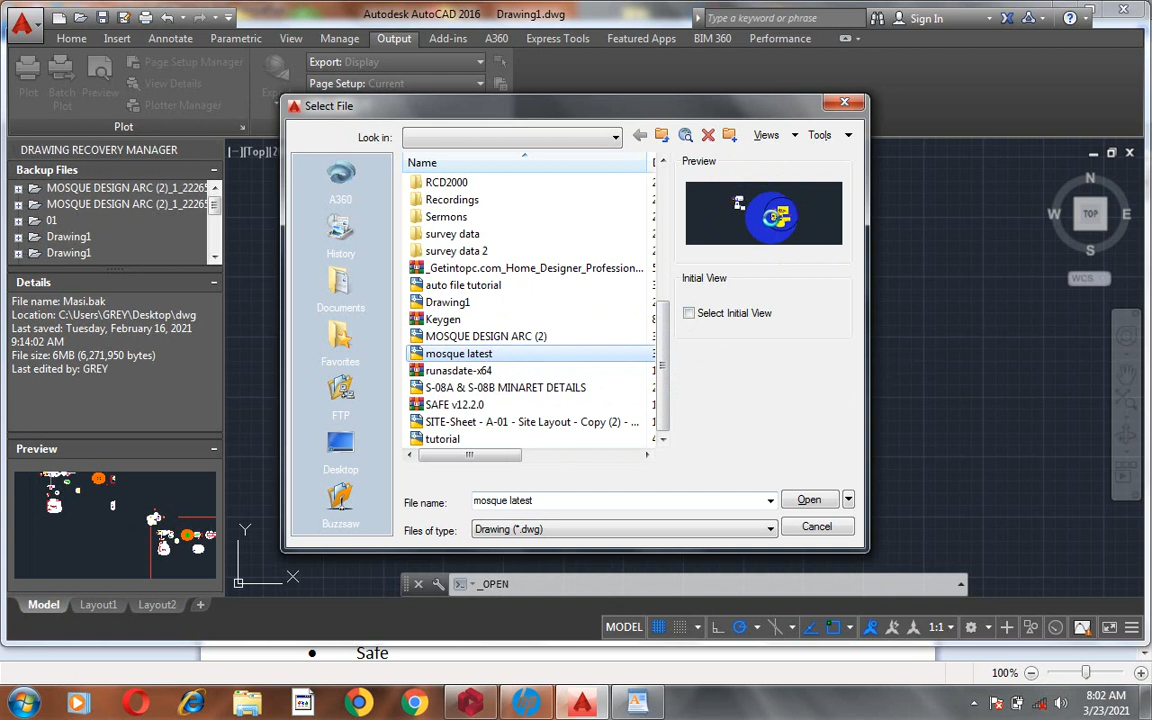 Autodesk AutoCAD 2016 Drawing1.dwg
Type a keyword or phrase
Sign In
Home Insert Annotate Parametric View Manage Output Add-ins A360 Express Tools Featured Apps BIM 360 Performance
Plot
Batch Plot
Preview
Page Setup Manager
View Details
Plotter Manager
Export: Display
Page Setup: Current
Plot
DRAWING RECOVERY MANAGER
Backup Files
MOSQUE DESIGN ARC (2)_1_2226
MOSQUE DESIGN ARC (2)_1_2226
01
Drawing1
Drawing1
Details
File name: Masi.bak
Location: C:\Users\GREY\Desktop\dwg
Last saved: Tuesday, February 16, 2021
9:14:02 AM
File size: 6MB (6,271,950 bytes)
Last edited by: GREY
Preview
[−][Top][2
Select File
Look in:
Views
Tools
A360
History
Documents
Favorites
FTP
Desktop
Buzzsaw
Name
RCD2000
Recordings
Sermons
survey data
survey data 2
_Getintopc.com_Home_Designer_Profession...
auto file tutorial
Drawing1
Keygen
MOSQUE DESIGN ARC (2)
mosque latest
runasdate-x64
S-08A & S-08B MINARET DETAILS
SAFE v12.2.0
SITE-Sheet - A-01 - Site Layout - Copy (2) - ...
tutorial
Preview
Initial View
Select Initial View
File name: mosque latest
Open
Files of type: Drawing (*.dwg)
Cancel
N
W TOP E
S
WCS
Y
X
_OPEN
Model Layout1 Layout2 +
MODEL
1:1
• Safe
100%
8:02 AM
3/23/2021